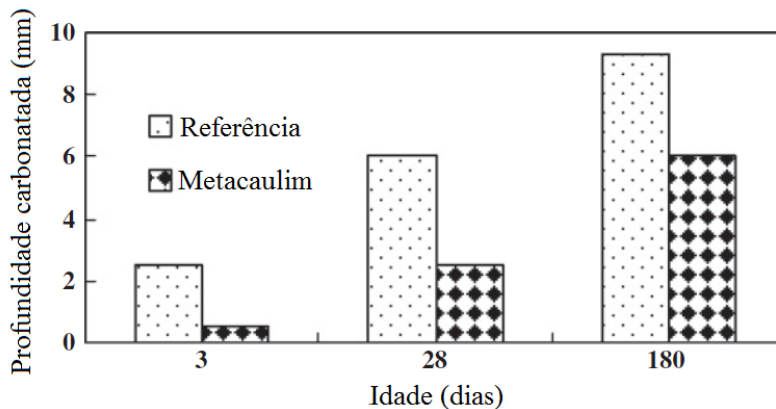 Profundidade carbonatada (mm)
10
8
6
4
2
0
Referência
Metacaulim
3 28 180
Idade (dias)